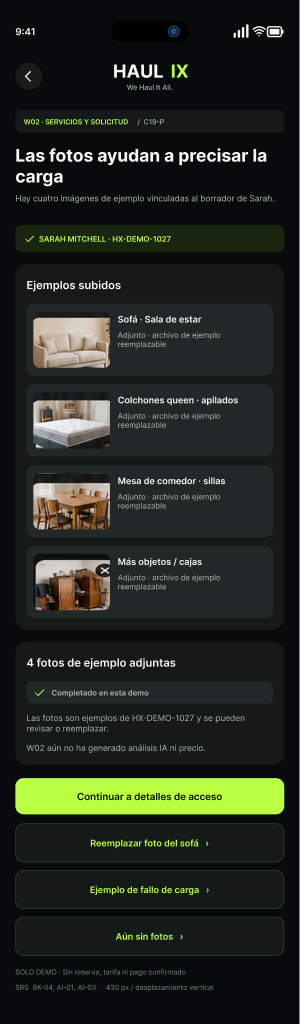 9:41
HAUL IX
We Haul It All.
W02 · SERVICIOS Y SOLICITUD / C19-P
Las fotos ayudan a precisar la
carga
Hay cuatro imágenes de ejemplo vinculadas al borrador de Sarah.
SARAH MITCHELL · HX-DEMO-1027
Ejemplos subidos
Sofá · Sala de estar
Adjunto · archivo de ejemplo
reemplazable
Colchones queen · apilados
Adjunto · archivo de ejemplo
reemplazable
Mesa de comedor · sillas
Adjunto · archivo de ejemplo
reemplazable
Más objetos / cajas
Adjunto · archivo de ejemplo
reemplazable
4 fotos de ejemplo adjuntas
Completado en esta demo
Las fotos son ejemplos de HX-DEMO-1027 y se pueden
revisar o reemplazar.
W02 aún no ha generado análisis IA ni precio.
Continuar a detalles de acceso
Reemplazar foto del sofá ›
Ejemplo de fallo de carga ›
Aún sin fotos ›
SOLO DEMO · Sin reserva, tarifa ni pago confirmado
SRS BK-04, AI-01, AI-03 · 430 px / desplazamiento vertical